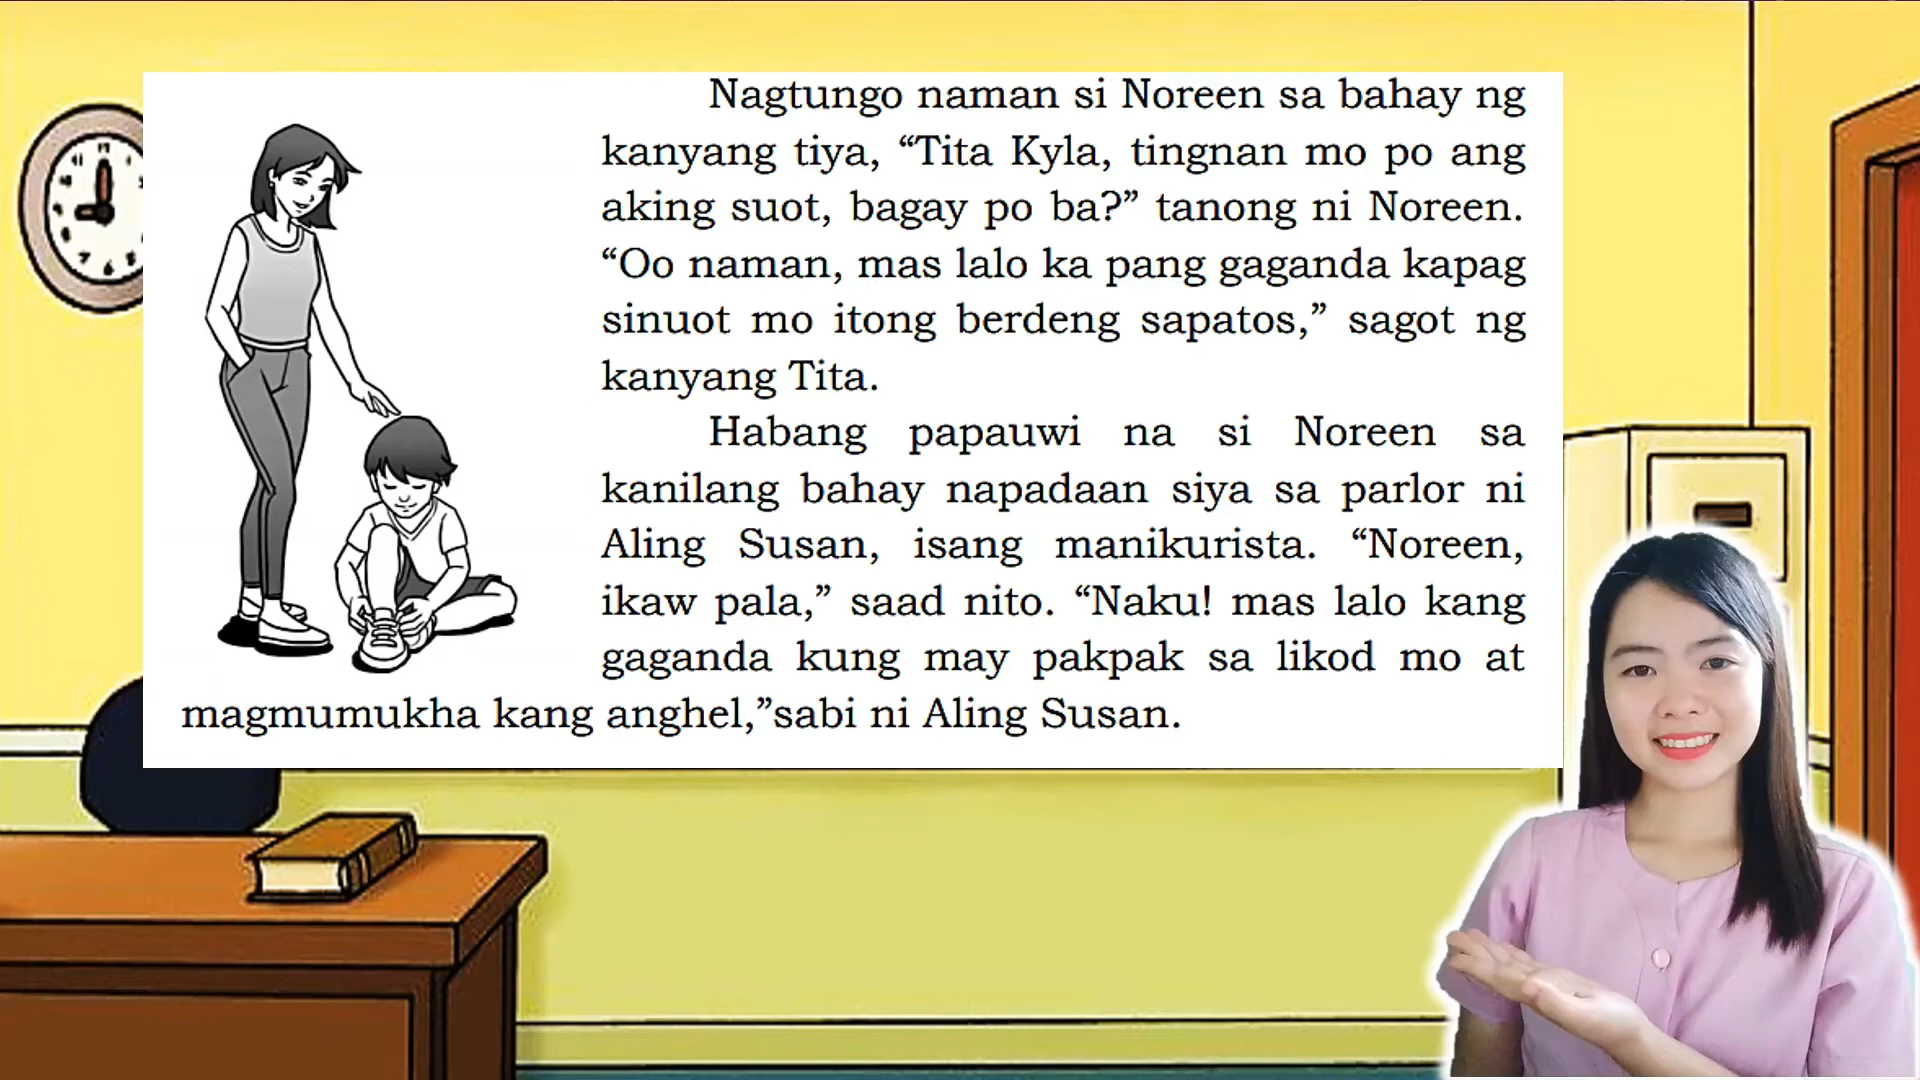 Nagtungo naman si Noreen sa bahay ng
kanyang tiya, “Tita Kyla, tingnan mo po ang
aking suot, bagay po ba?” tanong ni Noreen.
“Oo naman, mas lalo ka pang gaganda kapag
sinuot mo itong berdeng sapatos,” sagot ng
kanyang Tita.
Habang papauwi na si Noreen sa
kanilang bahay napadaan siya sa parlor ni
Aling Susan, isang manikurista. “Noreen,
ikaw pala,” saad nito. “Naku! mas lalo kang
gaganda kung may pakpak sa likod mo at
magmumukha kang anghel,”sabi ni Aling Susan.